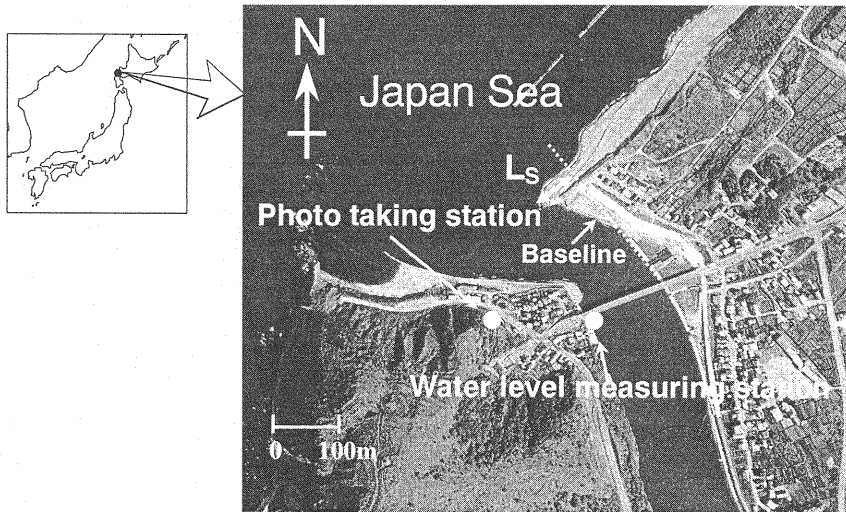 N
Japan Sea
Ls
Photo taking station
Baseline
Water level measuring station
0 100m